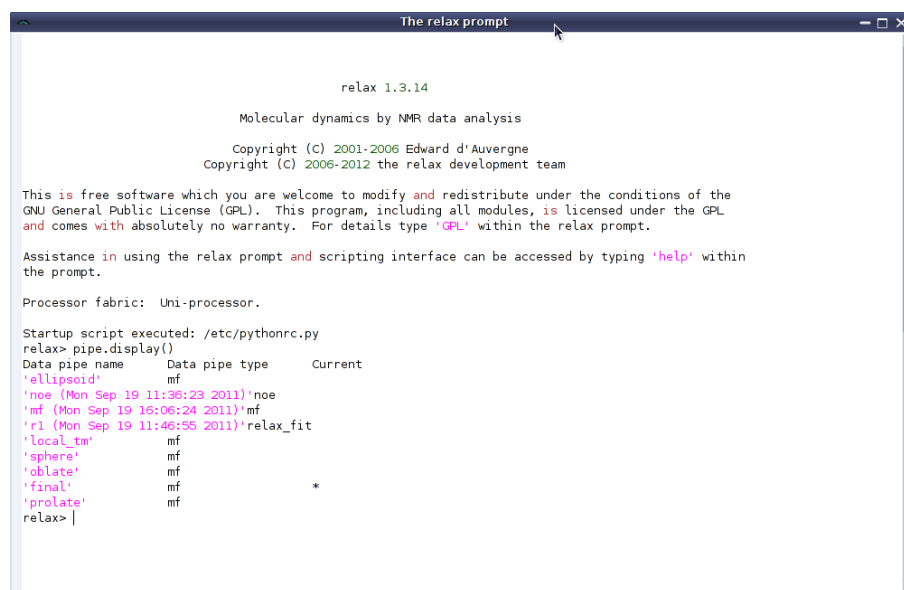 The relax prompt
relax 1.3.14
Molecular dynamics by NMR data analysis
Copyright (C) 2001-2006 Edward d'Auvergne
Copyright (C) 2006-2012 the relax development team
This is free software which you are welcome to modify and redistribute under the conditions of the
GNU General Public License (GPL).  This program, including all modules, is licensed under the GPL
and comes with absolutely no warranty.  For details type 'GPL' within the relax prompt.
Assistance in using the relax prompt and scripting interface can be accessed by typing 'help' within
the prompt.
Processor fabric:  Uni-processor.
Startup script executed: /etc/pythonrc.py
relax> pipe.display()
Data pipe name      Data pipe type      Current
'ellipsoid'         mf
'noe (Mon Sep 19 11:36:23 2011)'noe
'mf (Mon Sep 19 16:06:24 2011)'mf
'r1 (Mon Sep 19 11:46:55 2011)'relax_fit
'local_tm'          mf
'sphere'            mf
'oblate'            mf
'final'             mf                  *
'prolate'           mf
relax>